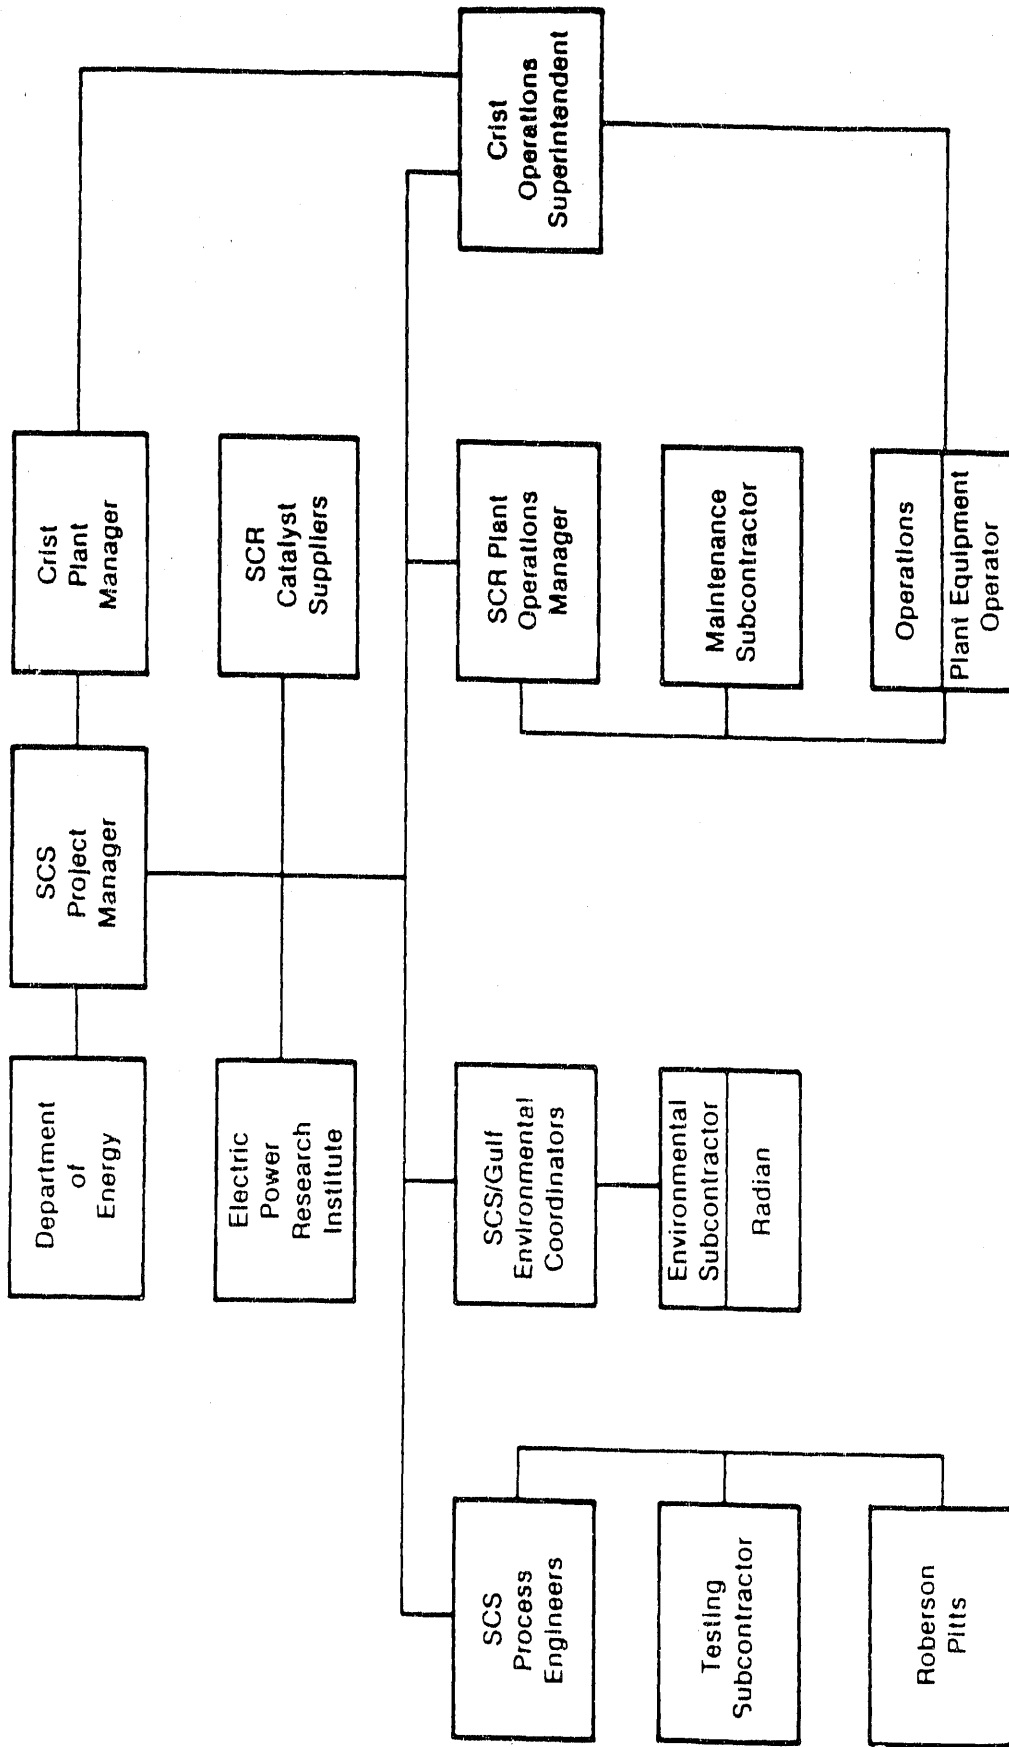 Department
of
Energy
SCS
Project
Manager
Crist
Plant
Manager
Electric
Power
Research
Institute
SCR
Catalyst
Suppliers
SCS
Process
Engineers
SCS/Gulf
Environmental
Coordinators
SCR Plant
Operations
Manager
Crist
Operations
Superintendent
Testing
Subcontractor
Environmental
Subcontractor
Radian
Maintenance
Subcontractor
Roberson
Pitts
Operations
Plant Equipment
Operator